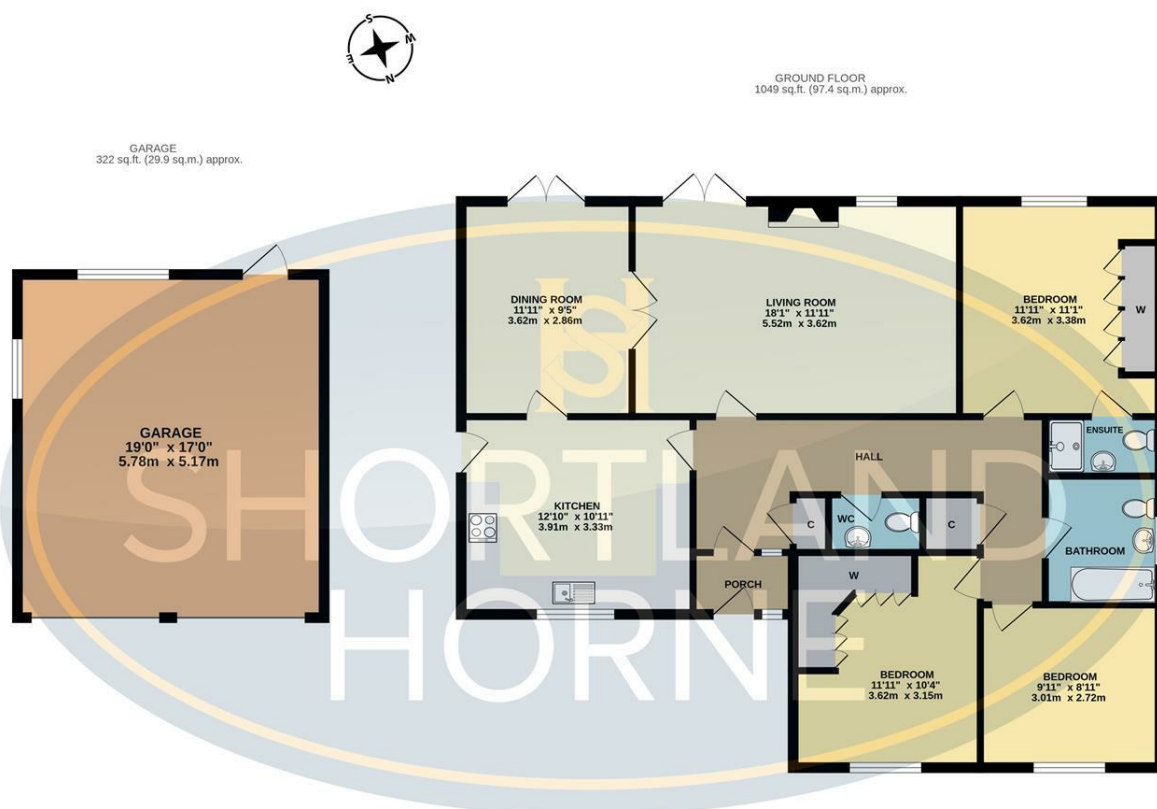 S
W
E
N
GROUND FLOOR
1049 sq.ft. (97.4 sq.m.) approx.
GARAGE
322 sq.ft. (29.9 sq.m.) approx.
DINING ROOM
11'11" x 9'5"
3.62m x 2.86m
LIVING ROOM
18'1" x 11'11"
5.52m x 3.62m
BEDROOM
11'11" x 11'1"
3.62m x 3.38m
W
GARAGE
19'0" x 17'0"
5.78m x 5.17m
ENSUITE
HALL
KITCHEN
12'10" x 10'11"
3.91m x 3.33m
C
WC
C
BATHROOM
PORCH
W
BEDROOM
11'11" x 10'4"
3.62m x 3.15m
BEDROOM
9'11" x 8'11"
3.01m x 2.72m
SH
SHORTLAND
HORNE